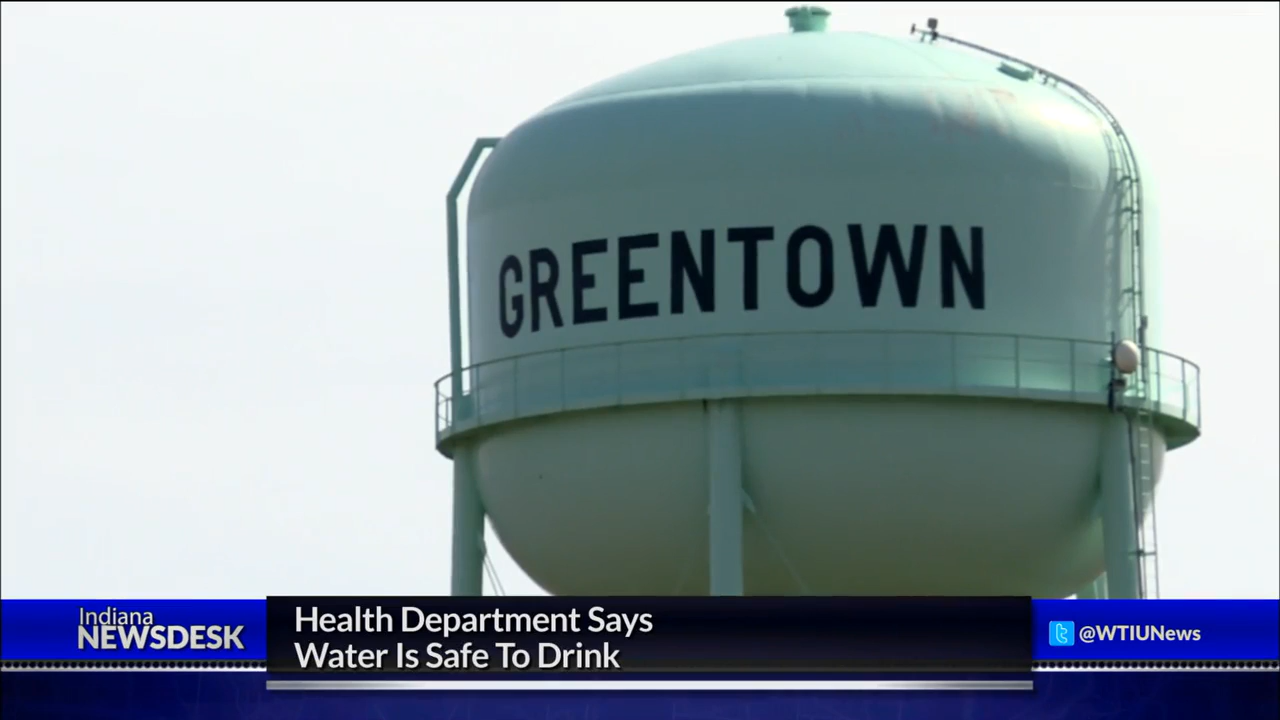 GREENTOWN
Indiana
NEWSDESK
Health Department Says
Water Is Safe To Drink
@WTIUNews